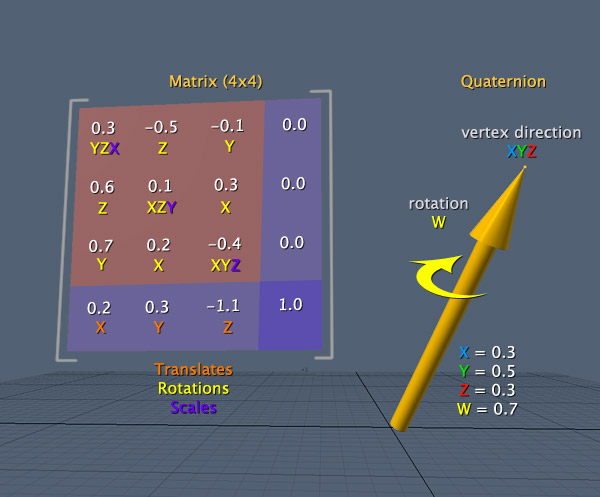 Matrix (4x4)
Quaternion
0.3 -0.5 -0.1 0.0
YZX Z Y
0.6 0.1 0.3 0.0
Z XZY X
0.7 0.2 -0.4 0.0
Y X XYZ
0.2 0.3 -1.1 1.0
X Y Z
Translates
Rotations
Scales
vertex direction
XYZ
rotation
W
X = 0.3
Y = 0.5
Z = 0.3
W = 0.7